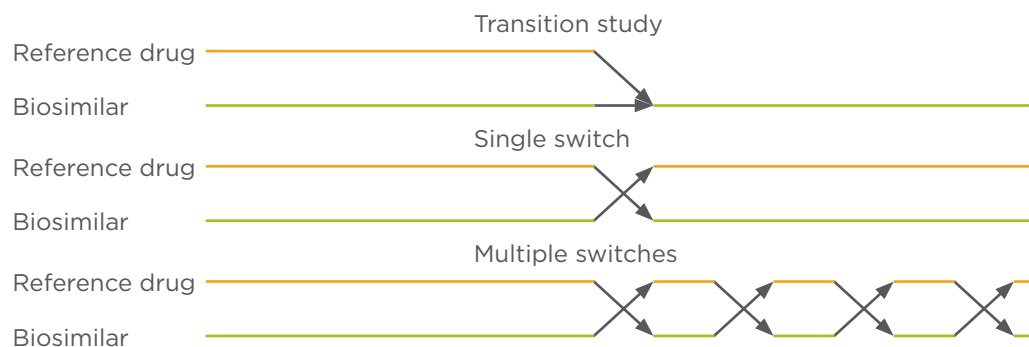 Transition study
Reference drug
Biosimilar
Single switch
Reference drug
Biosimilar
Multiple switches
Reference drug
Biosimilar